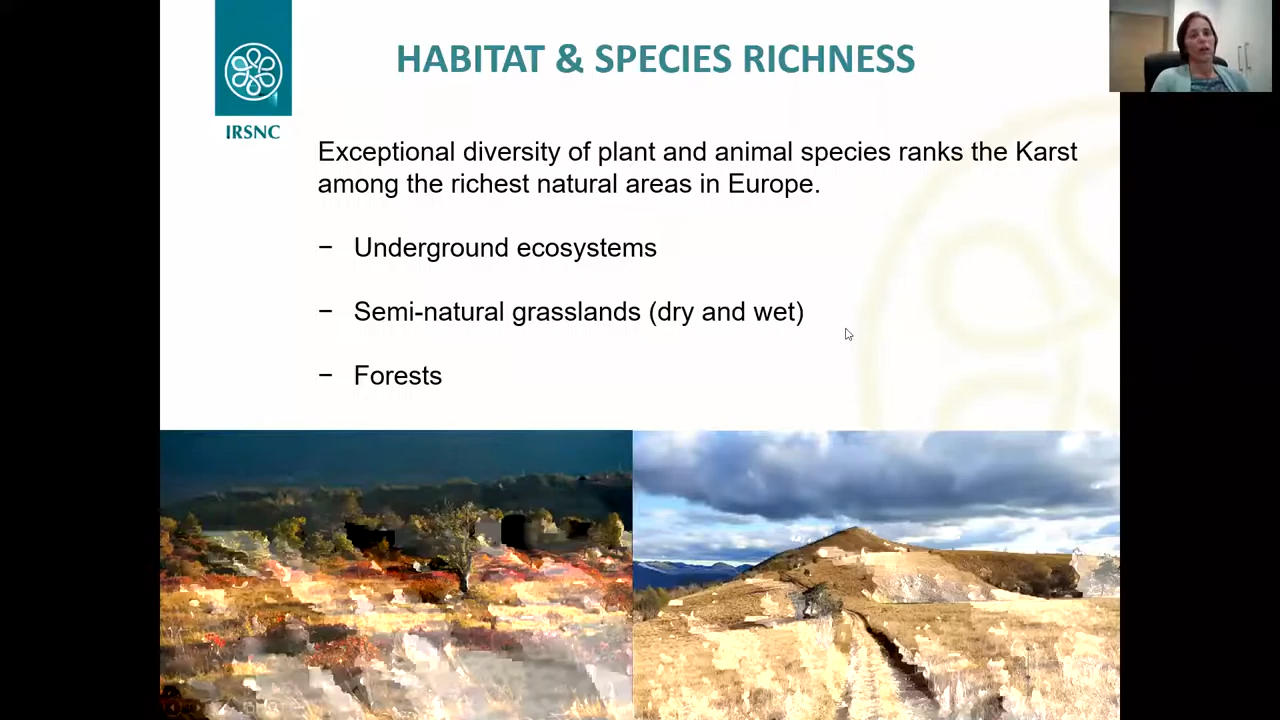 HABITAT & SPECIES RICHNESS
IRSNC
Exceptional diversity of plant and animal species ranks the Karst
among the richest natural areas in Europe.
− Underground ecosystems
− Semi-natural grasslands (dry and wet)
− Forests